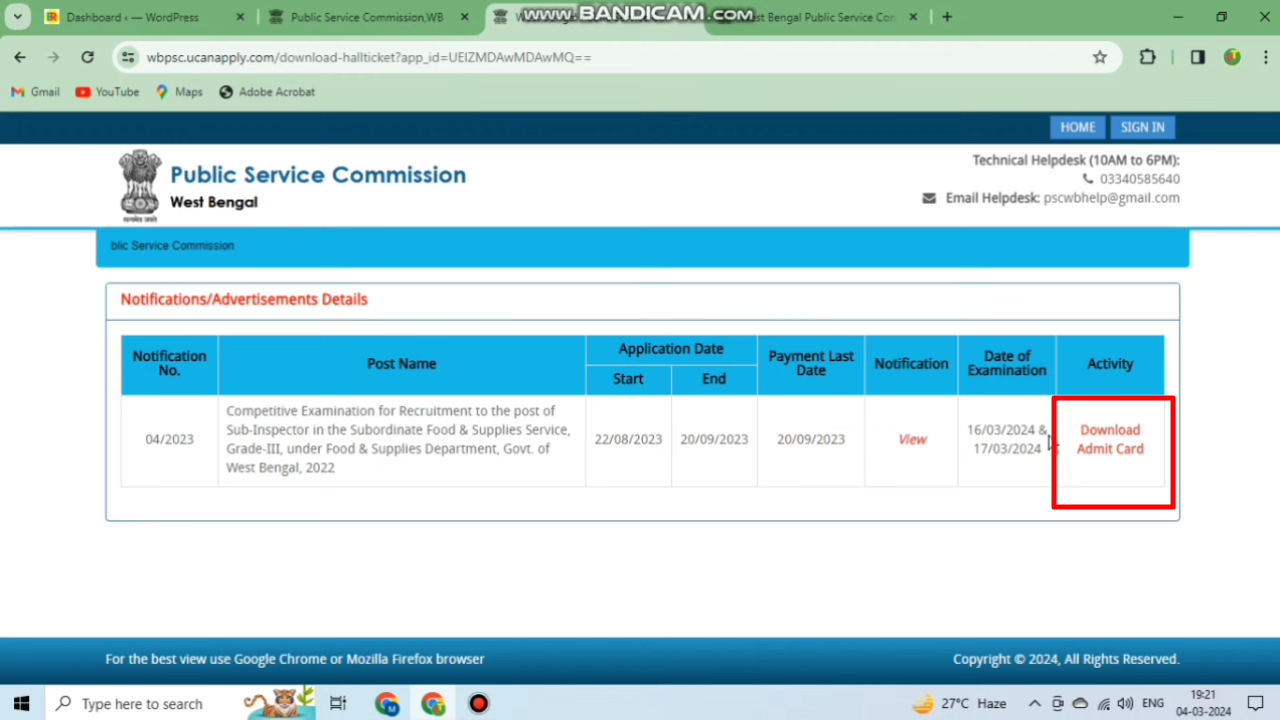 Dashboard ‹ — WordPress
Public Service Commission,WB
www.BANDICAM.com
st Bengal Public Service Co
wbpsc.ucanapply.com/download-hallticket?app_id=UElZMDAwMDAwMQ==
Gmail
YouTube
Maps
Adobe Acrobat
HOME
SIGN IN
Public Service Commission
West Bengal
Technical Helpdesk (10AM to 6PM):
03340585640
Email Helpdesk: pscwbhelp@gmail.com
blic Service Commission
Notifications/Advertisements Details
Notification No.
Post Name
Application Date
Start
End
Payment Last Date
Notification
Date of Examination
Activity
04/2023
Competitive Examination for Recruitment to the post of
Sub-Inspector in the Subordinate Food & Supplies Service,
Grade-III, under Food & Supplies Department, Govt. of
West Bengal, 2022
22/08/2023
20/09/2023
20/09/2023
View
16/03/2024 &
17/03/2024
Download
Admit Card
For the best view use Google Chrome or Mozilla Firefox browser
Copyright © 2024, All Rights Reserved.
Type here to search
27°C Haze
ENG
19:21
04-03-2024